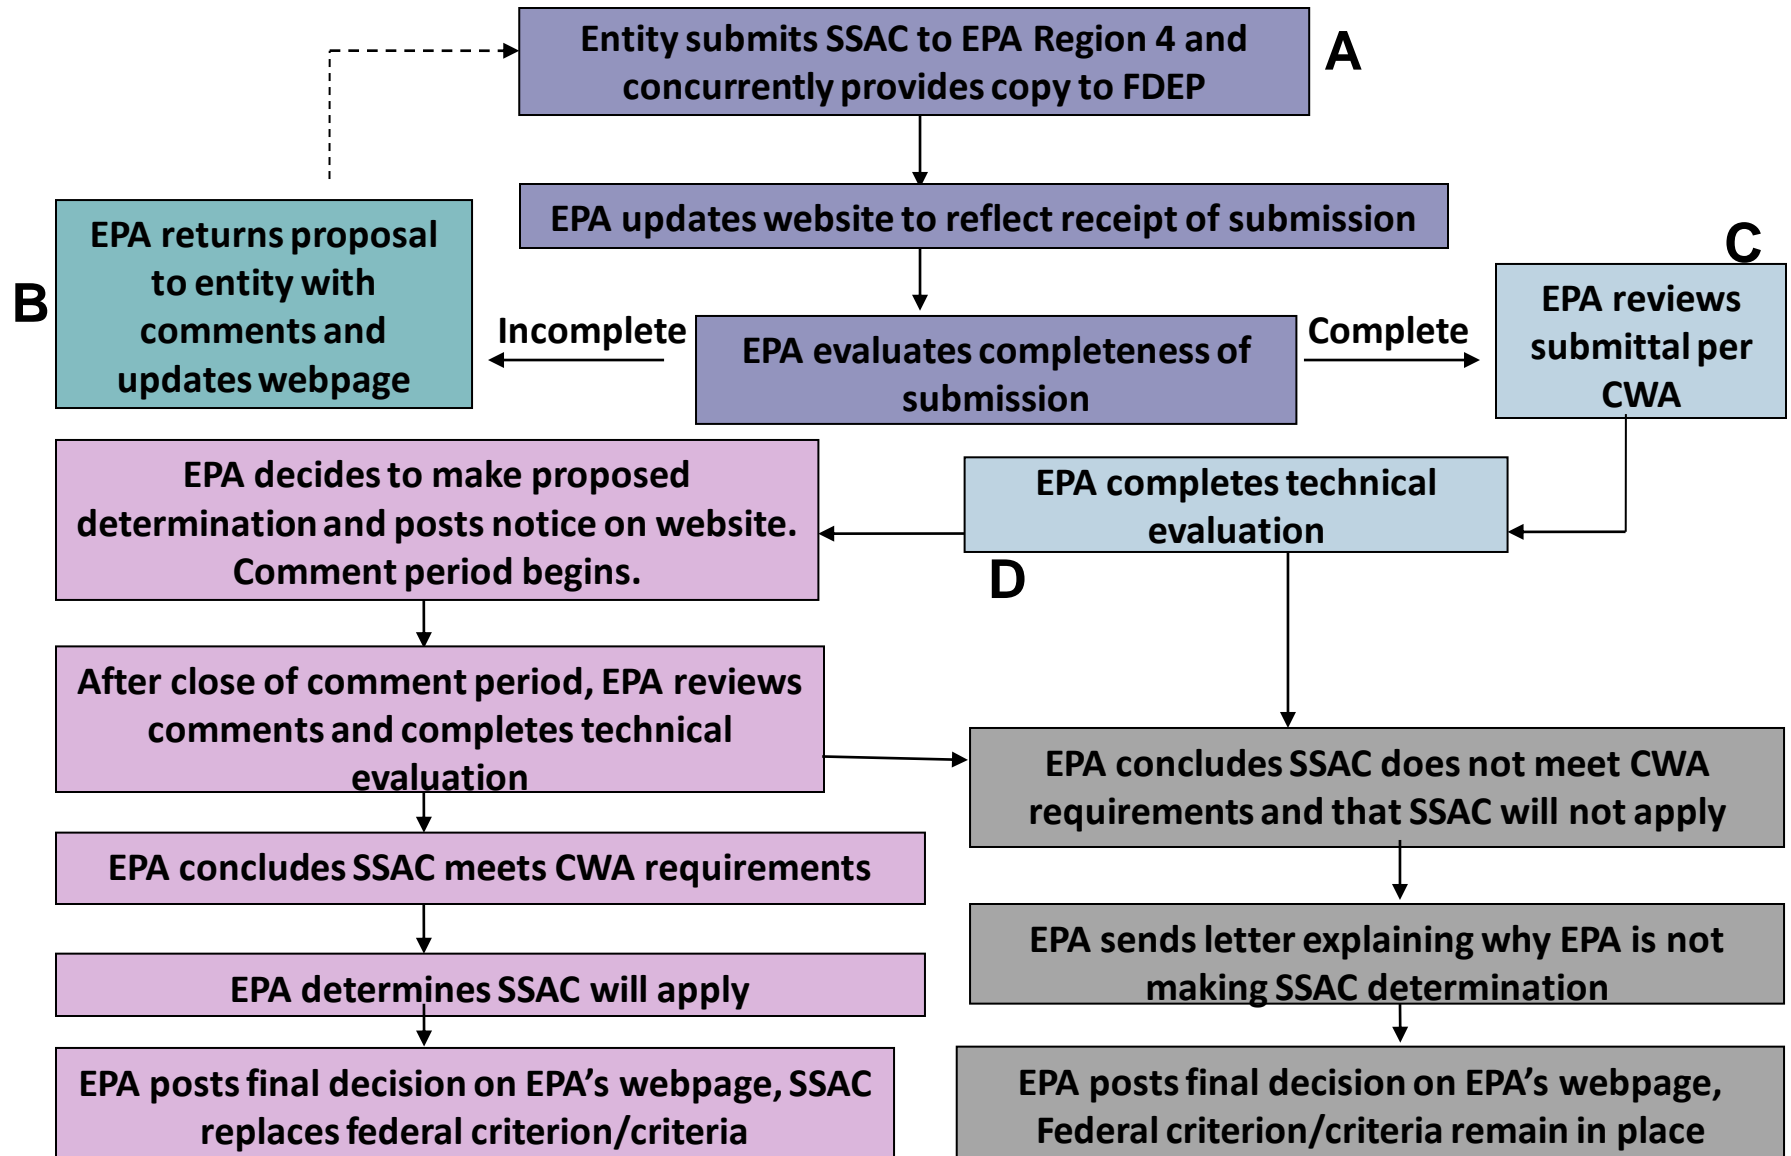 Entity submits SSAC to EPA Region 4 and
concurrently provides copy to FDEP
A
EPA updates website to reflect receipt of submission
B
EPA returns proposal
to entity with
comments and
updates webpage
Incomplete
EPA evaluates completeness of
submission
Complete
C
EPA reviews
submittal per
CWA
EPA decides to make proposed
determination and posts notice on website.
Comment period begins.
EPA completes technical
evaluation
D
After close of comment period, EPA reviews
comments and completes technical
evaluation
EPA concludes SSAC does not meet CWA
requirements and that SSAC will not apply
EPA concludes SSAC meets CWA requirements
EPA sends letter explaining why EPA is not
making SSAC determination
EPA determines SSAC will apply
EPA posts final decision on EPA’s webpage, SSAC
replaces federal criterion/criteria
EPA posts final decision on EPA’s webpage,
Federal criterion/criteria remain in place